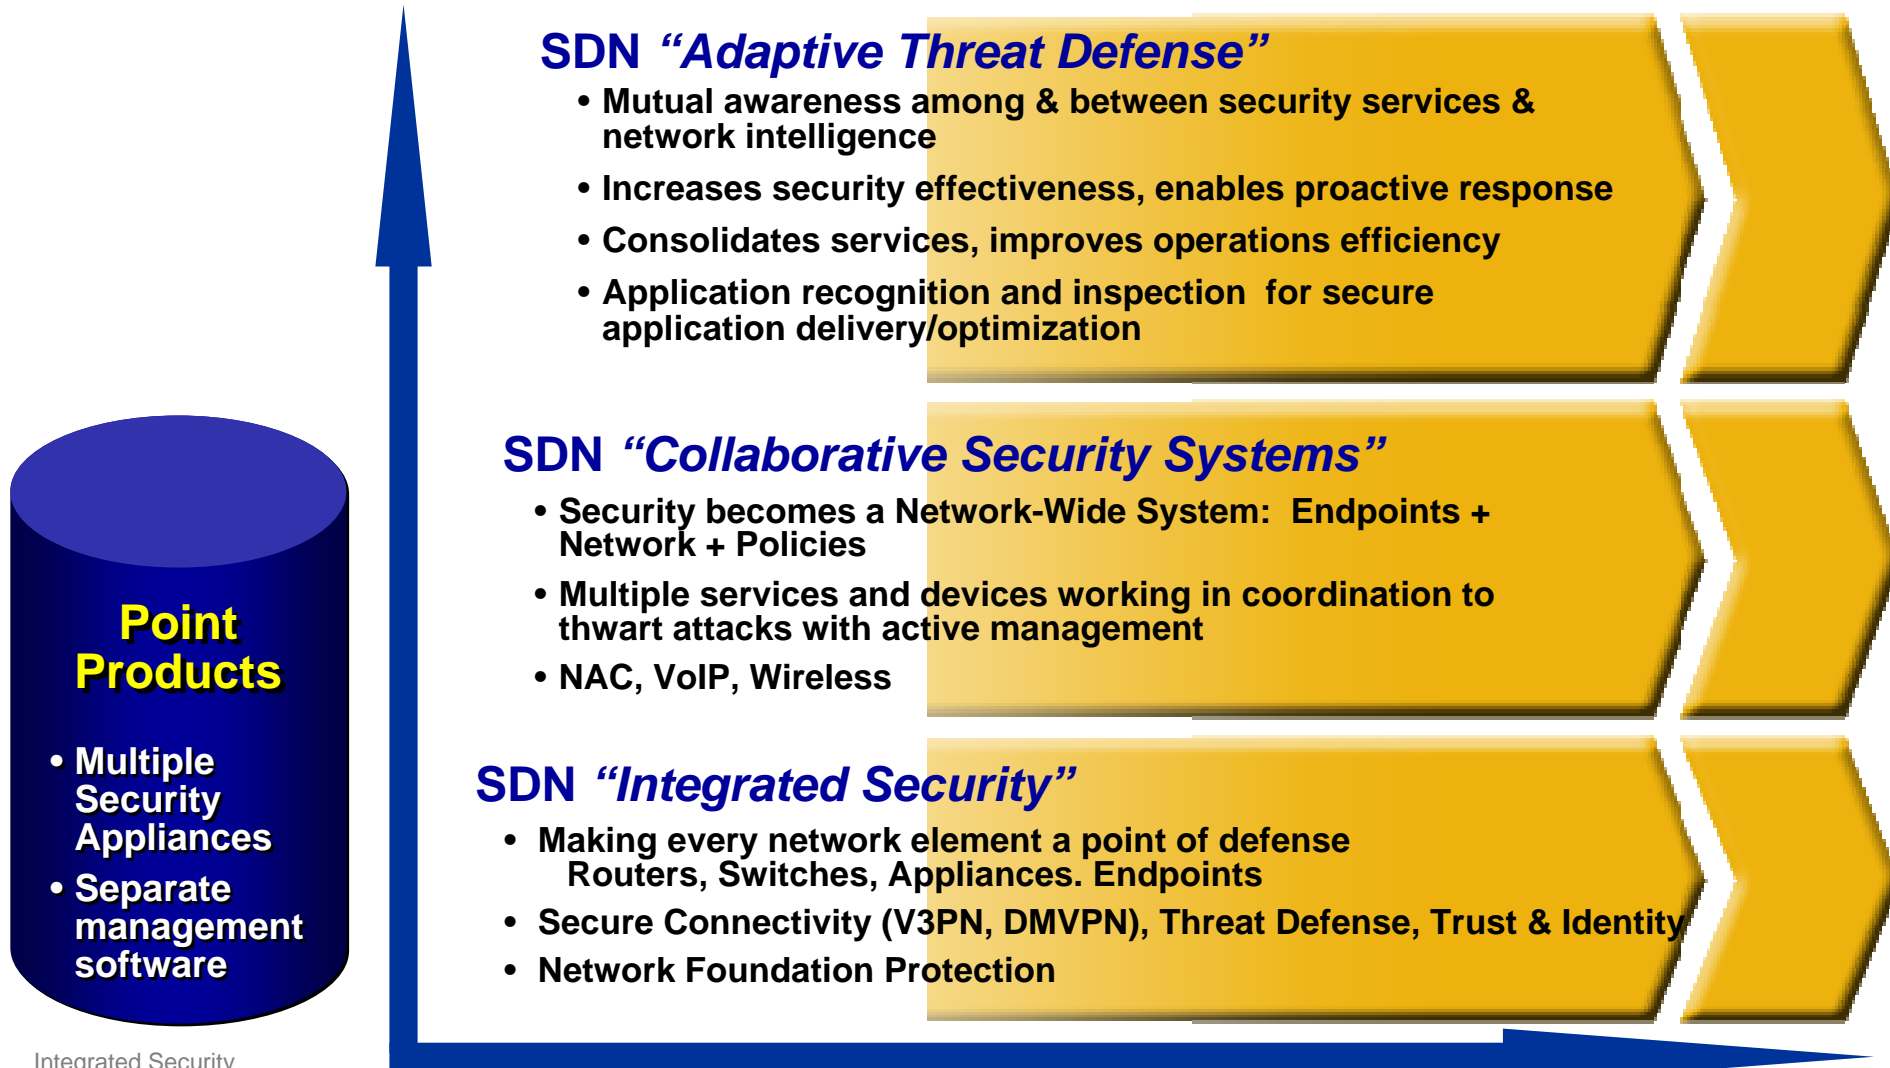 SDN “Adaptive Threat Defense”
• Mutual awareness among & between security services &
network intelligence
• Increases security effectiveness, enables proactive response
• Consolidates services, improves operations efficiency
• Application recognition and inspection  for secure
application delivery/optimization
SDN “Collaborative Security Systems”
• Security becomes a Network-Wide System:  Endpoints +
Network + Policies
• Multiple services and devices working in coordination to
thwart attacks with active management
• NAC, VoIP, Wireless
Point
Products
• Multiple
Security
Appliances
• Separate
management
software
SDN “Integrated Security”
• Making every network element a point of defense
Routers, Switches, Appliances. Endpoints
• Secure Connectivity (V3PN, DMVPN), Threat Defense, Trust & Identity
• Network Foundation Protection
Integrated Security